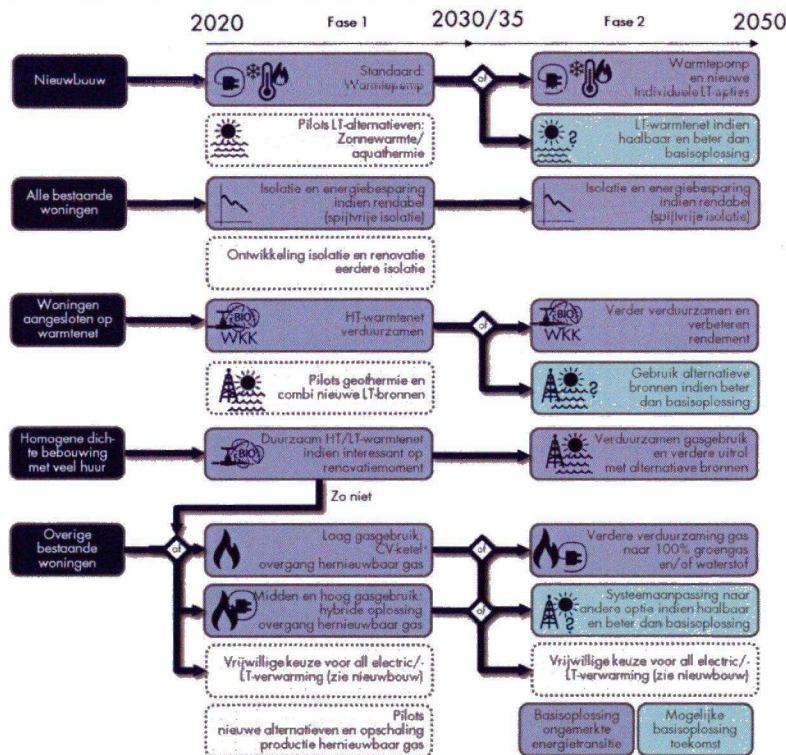 2020 Fase 1 2030/35 Fase 2 2050
Nieuwbouw
Standaard:
Warmtepomp
of
Warmtepomp
en nieuwe
Individuele LT-opties
Pilots LT-alternatieven:
Zonnewarmte/
aquathermie
?
LT-warmtenet indien
haalbaar en beter dan
basisoplossing
Alle bestaande
woningen
Isolatie en energiebesparing
indien rendabel
(spijtvrije isolatie)
Isolatie en energiebesparing
indien rendabel
(spijtvrije isolatie)
Ontwikkeling isolatie en renovatie
eerdere isolatie
Woningen
aangesloten op
warmtenet
BIO
WKK
HT-warmtenet
verduurzamen
of
BIO
WKK
Verder verduurzamen en
verbeteren
rendement
Pilots geothermie en
combi nieuwe LT-bronnen
?
Gebruik alternatieve
bronnen indien beter
dan basisoplossing
Homogene dich-
te bebouwing
met veel huur
BIO
Duurzaam HT/LT-warmtenet
indien interessant op
renovatiemoment
Verduurzamen gasgebruik
en verdere uitrol
met alternatieve bronnen
Zo niet
Overige
bestaande
woningen
of
Laag gasgebruik:
CV-ketel*
overgang hernieuwbaar gas
of
Verdere verduurzaming gas
naar 100% groengas
en/of waterstof
Midden en hoog gasgebruik:
hybride oplossing
overgang hernieuwbaar gas
of
?
Systeemaanpassing naar
andere optie indien haalbaar
en beter dan basisoplossing
Vrijwillige keuze voor all electric/-
LT-verwarming (zie nieuwbouw)
Vrijwillige keuze voor all electric/-
LT-verwarming (zie nieuwbouw)
Pilots
nieuwe alternatieven en opschaling
productie hernieuwbaar gas
Basisoplossing
ongemerkte
energietransitie
Mogelijke
basisoplossing
toekomst